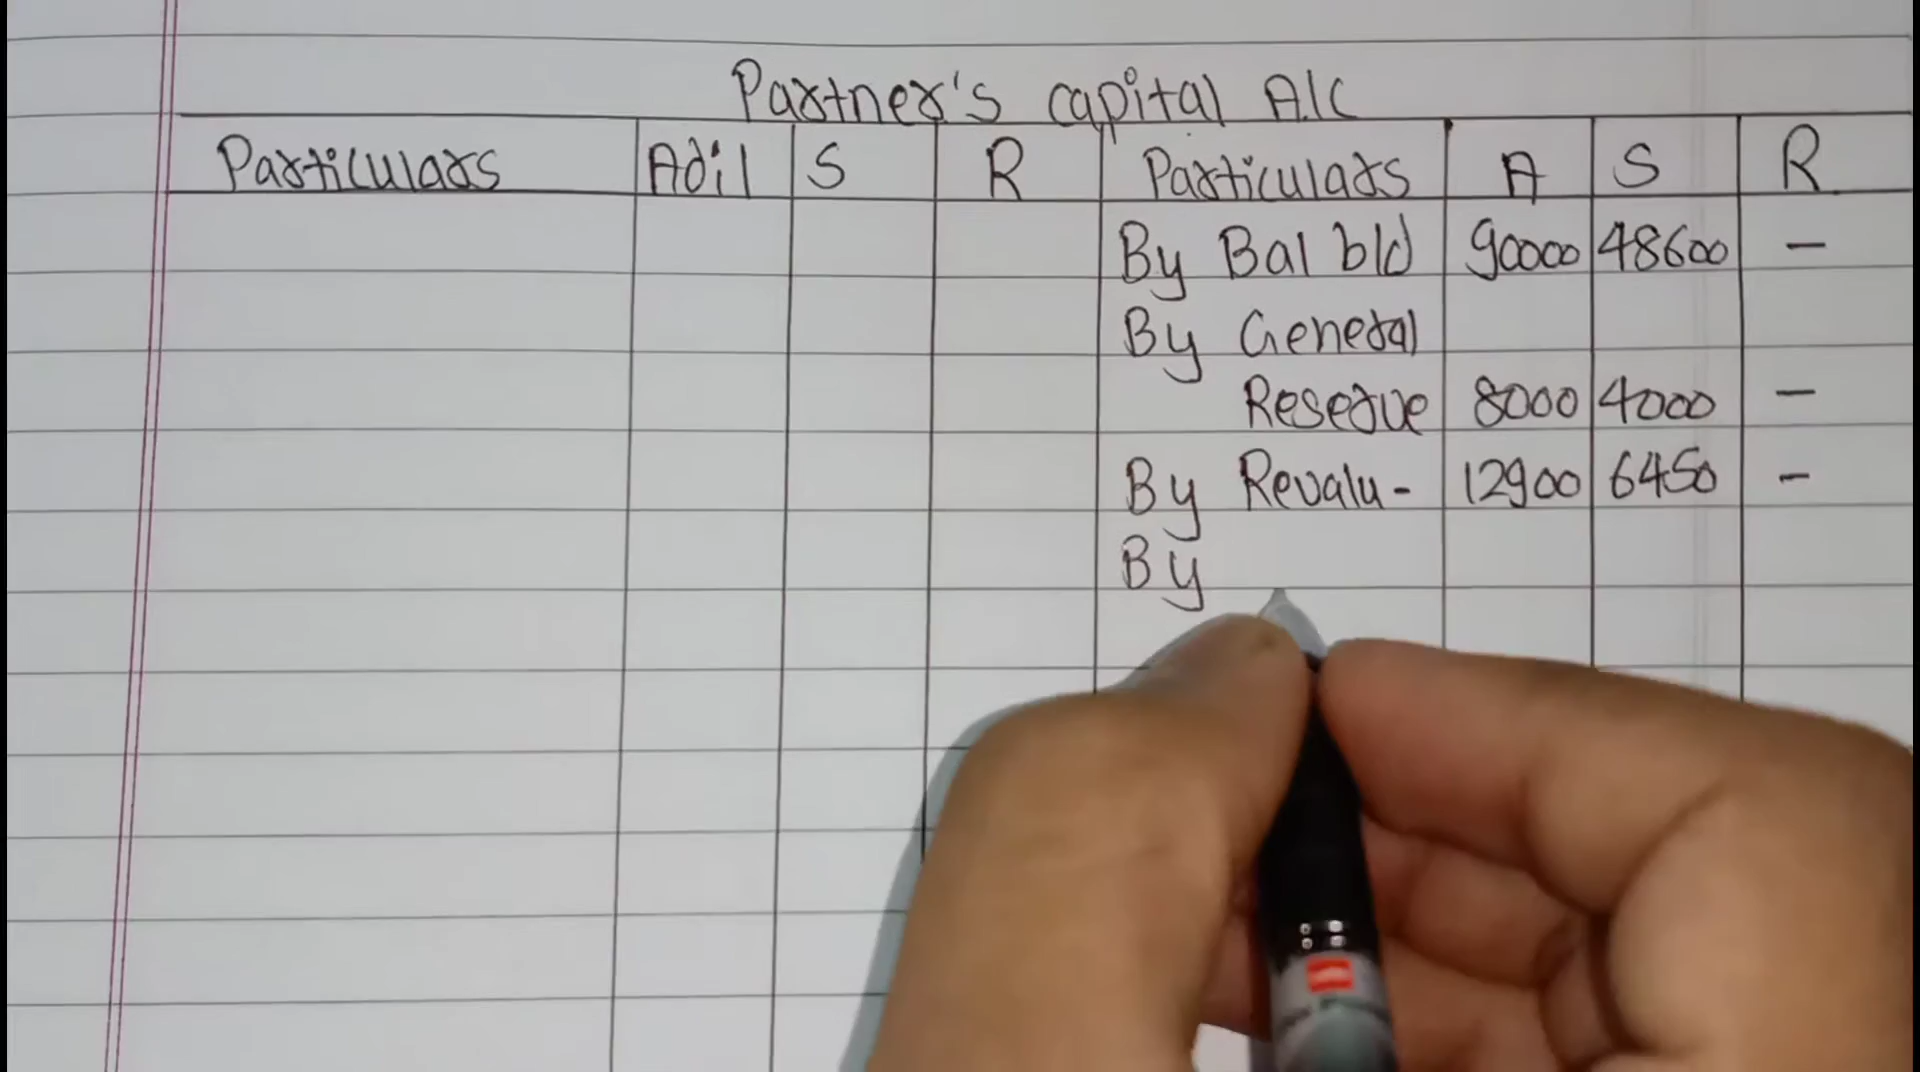 Partner's capital A/C
Particulars Adil S R Particulars A S R
By Bal b/d 90000 48600 -
By General
Reserve 8000 4000 -
By Revalu- 12900 6450 -
By